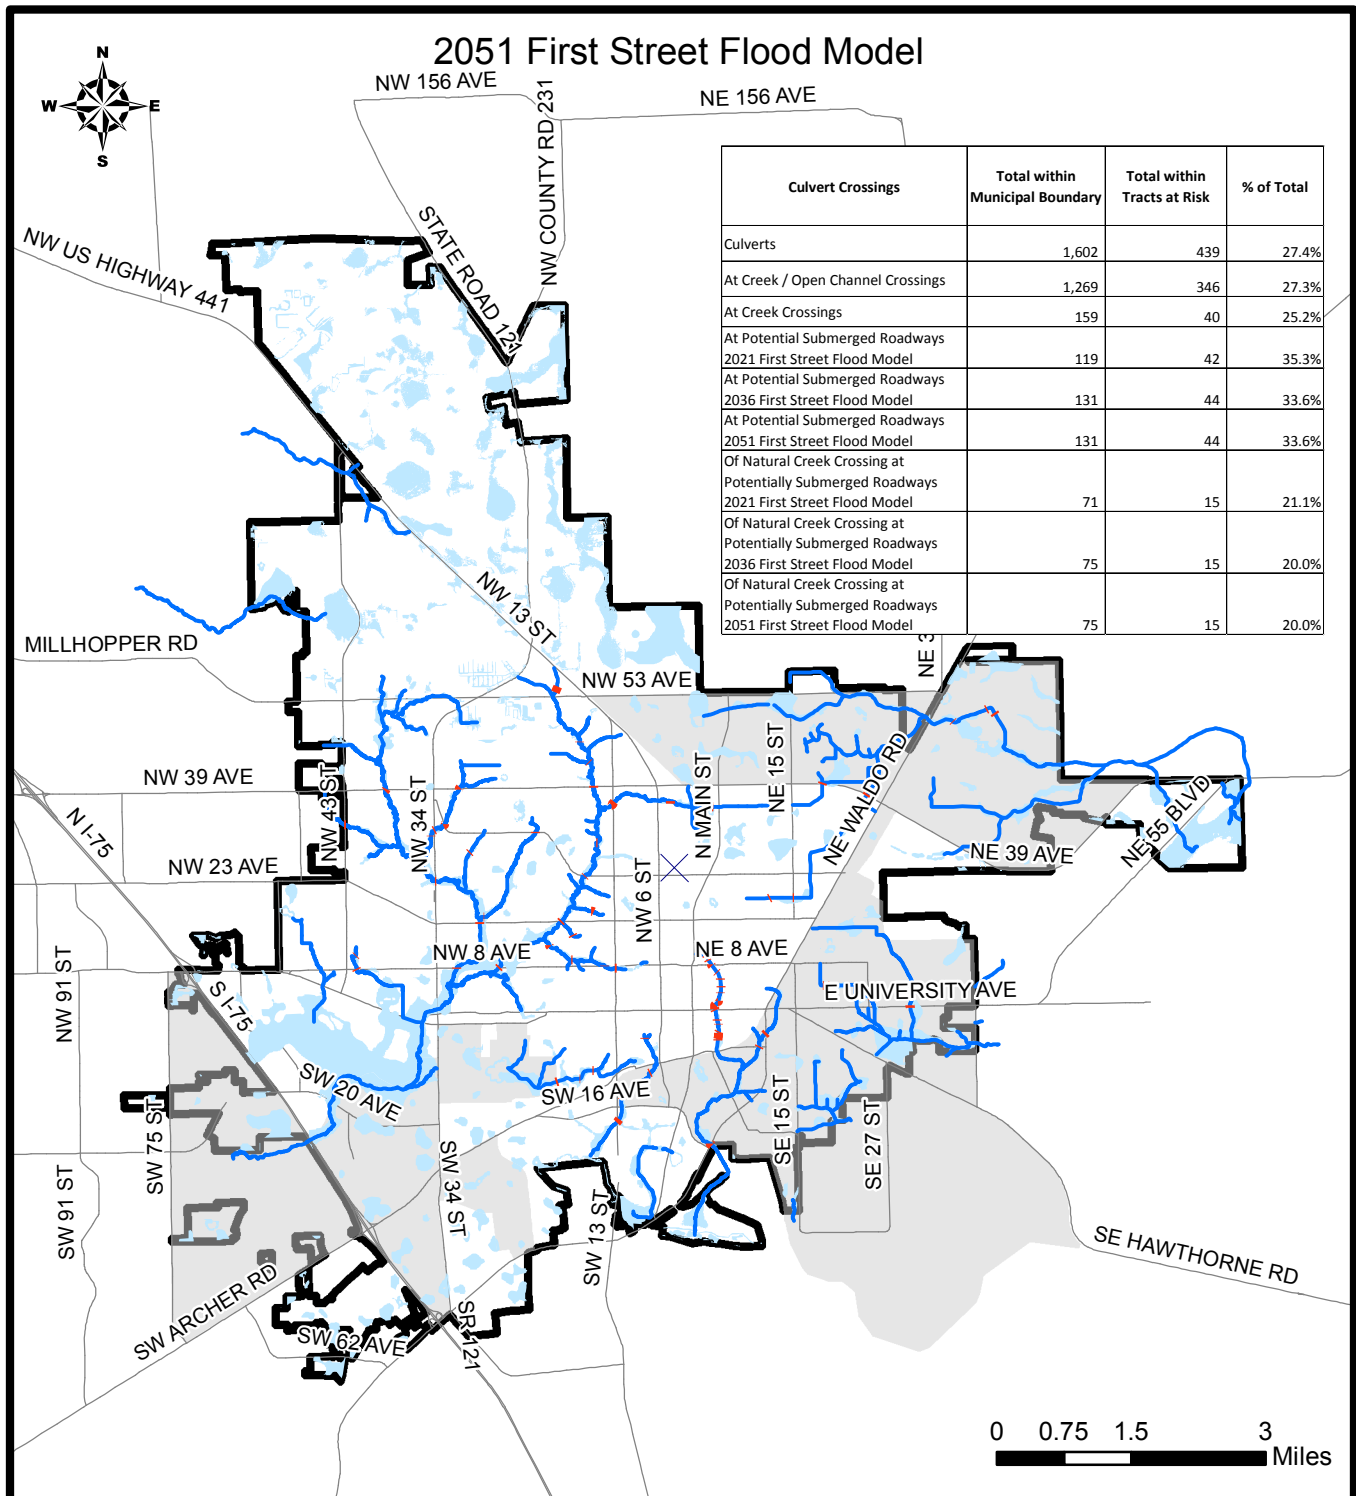 2051 First Street Flood Model
N
W
E
S
NW 156 AVE
NE 156 AVE
NW COUNTY RD 231
STATE ROAD 121
NW US HIGHWAY 441
Culvert Crossings
Total within Municipal Boundary
Total within Tracts at Risk
% of Total
Culverts 1,602 439 27.4%
At Creek / Open Channel Crossings 1,269 346 27.3%
At Creek Crossings 159 40 25.2%
At Potential Submerged Roadways
2021 First Street Flood Model 119 42 35.3%
At Potential Submerged Roadways
2036 First Street Flood Model 131 44 33.6%
At Potential Submerged Roadways
2051 First Street Flood Model 131 44 33.6%
Of Natural Creek Crossing at
Potentially Submerged Roadways
2021 First Street Flood Model 71 15 21.1%
Of Natural Creek Crossing at
Potentially Submerged Roadways
2036 First Street Flood Model 75 15 20.0%
Of Natural Creek Crossing at
Potentially Submerged Roadways
2051 First Street Flood Model 75 15 20.0%
NW 13 ST
MILLHOPPER RD
NE 3
NW 53 AVE
NW 39 AVE
NW 43 ST
NW 34 ST
N MAIN ST
NE 15 ST
NE WALDO RD
N I-75
NE 55 BLVD
NE 39 AVE
NW 23 AVE
NW 6 ST
NW 8 AVE
NE 8 AVE
NW 91 ST
S I-75
E UNIVERSITY AVE
SW 20 AVE
SW 16 AVE
SW 75 ST
SE 15 ST
SE 27 ST
SW 91 ST
SW 34 ST
SW 13 ST
SE HAWTHORNE RD
SW ARCHER RD
SW 62 AVE
SR 121
0 0.75 1.5 3
Miles